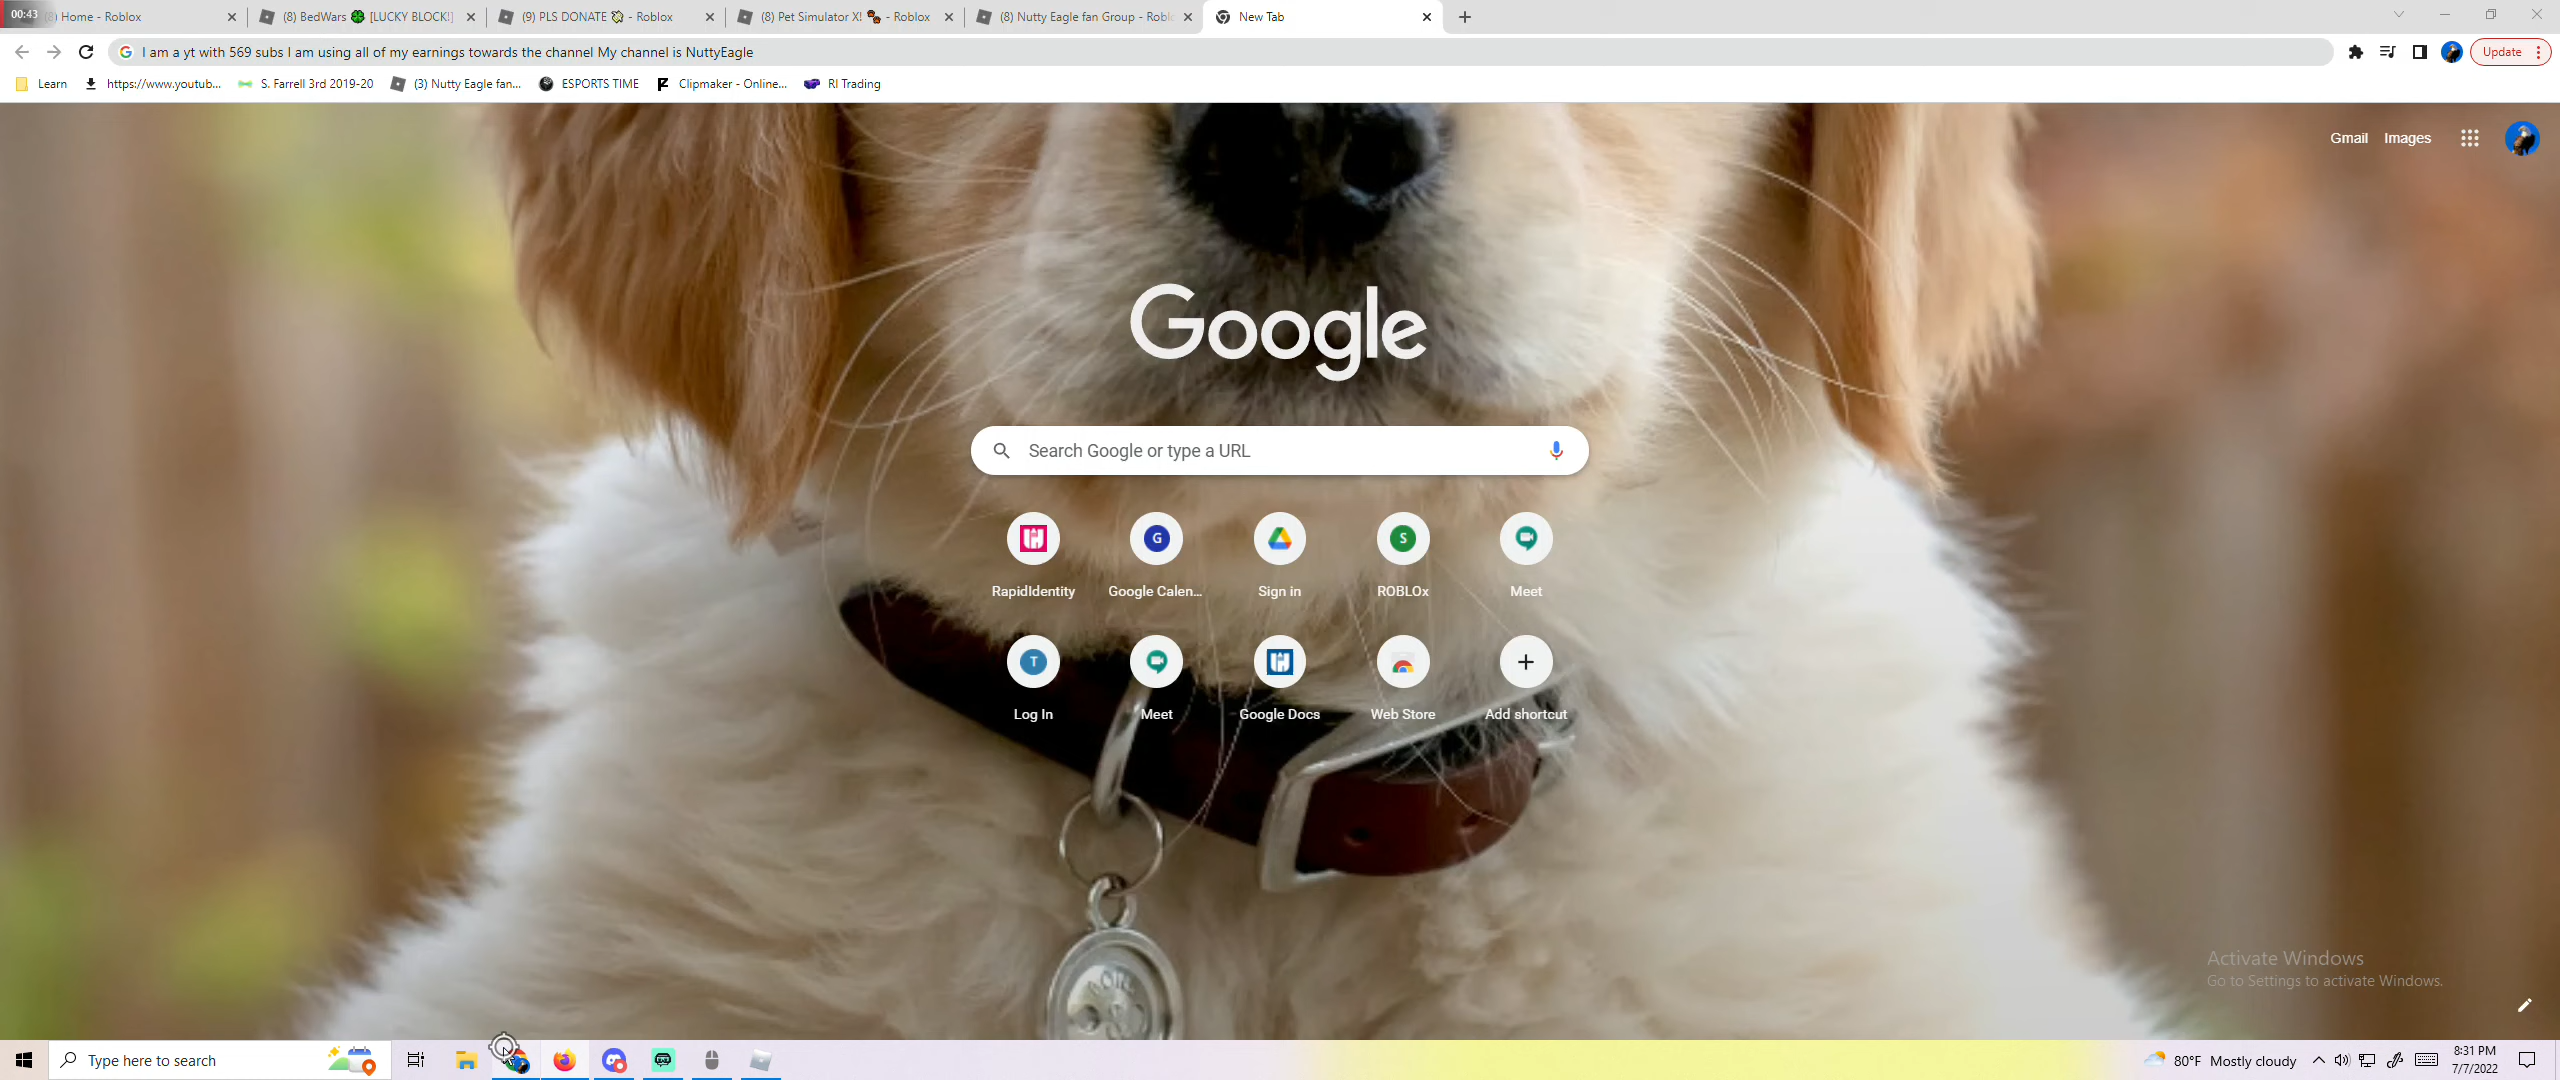 00:43
Home - Roblox
(8) BedWars 🍀 [LUCKY BLOCK!]
(9) PLS DONATE 💸 - Roblox
(8) Pet Simulator X! 🐾 - Roblox
(8) Nutty Eagle fan Group - Roblo
New Tab
I am a yt with 569 subs I am using all of my earnings towards the channel My channel is NuttyEagle
Update
Learn
https://www.youtub...
S. Farrell 3rd 2019-20
(3) Nutty Eagle fan...
ESPORTS TIME
Clipmaker - Online...
RI Trading
Gmail Images
Google
Search Google or type a URL
G
S
RapidIdentity
Google Calen...
Sign in
ROBLOx
Meet
T
Log In
Meet
Google Docs
Web Store
Add shortcut
Activate Windows
Go to Settings to activate Windows.
Type here to search
80°F Mostly cloudy
8:31 PM
7/7/2022